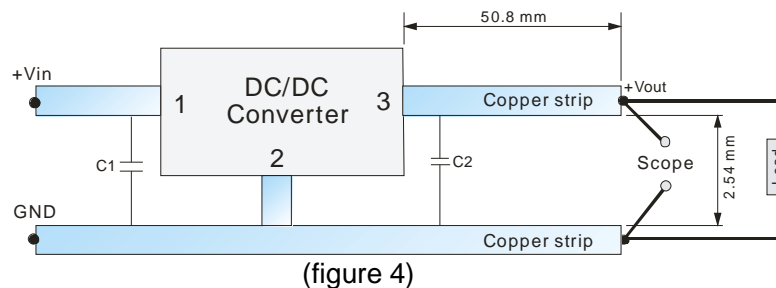 50.8 mm
+Vin
DC/DC
Converter
1
2
3
Copper strip
+Vout
C1
C2
Scope
2.54 mm
GND
Copper strip
(figure 4)